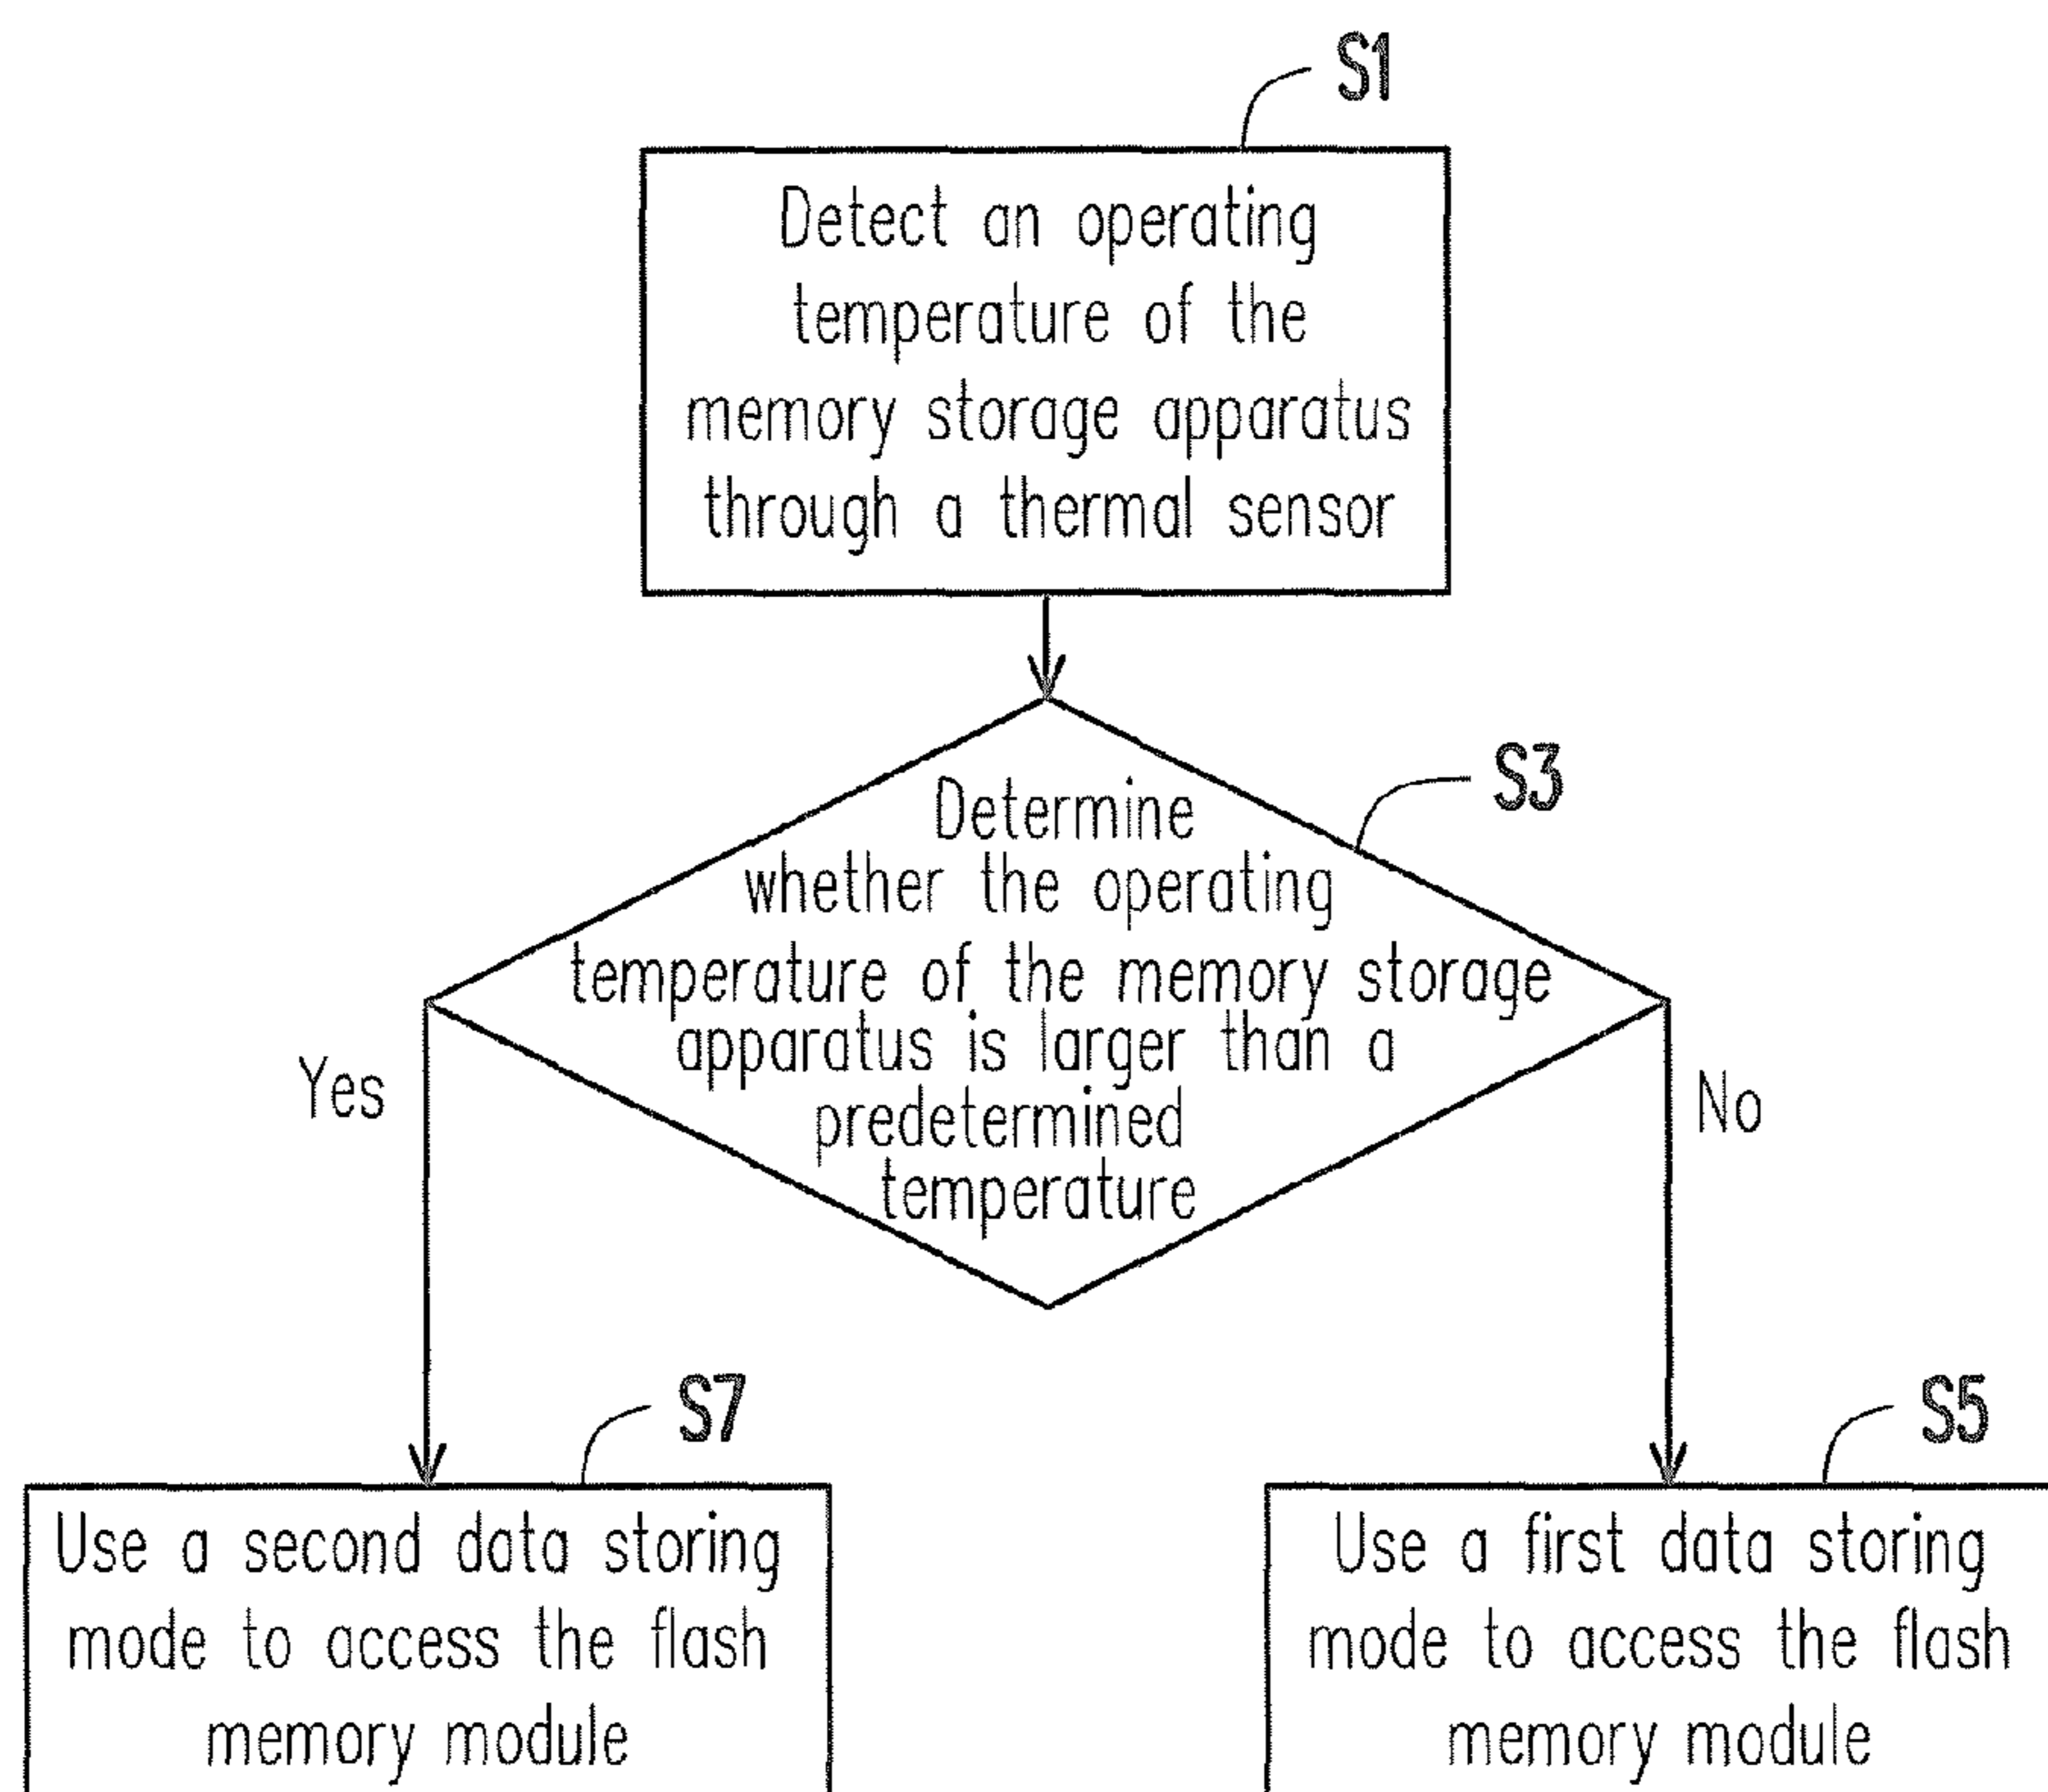 S1
Detect an operating
temperature of the
memory storage apparatus
through a thermal sensor
S3
Determine
whether the operating
temperature of the memory storage
apparatus is larger than a
predetermined
temperature
Yes
No
S7
Use a second data storing
mode to access the flash
memory module
S5
Use a first data storing
mode to access the flash
memory module